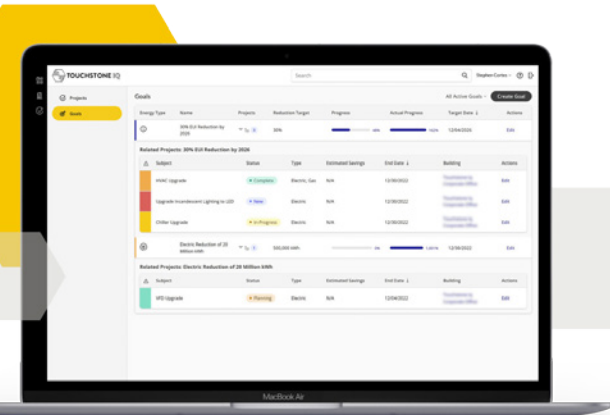 TOUCHSTONE IQ Search Stephen Cortes
Projects
Goals
Goals All Active Goals Create Goal
Energy Type Name Projects Reduction Target Progress Actual Progress Target Date ↓ Actions
30% EUI Reduction by 2026 30% 12/04/2026 Edit
Related Projects: 30% EUI Reduction by 2026
Subject Status Type Estimated Savings End Date ↓ Building Actions
HVAC Upgrade Complete Electric, Gas N/A 12/30/2022 Edit
Upgrade Incandescent Lighting to LED New Electric N/A 12/30/2022 Edit
Chiller Upgrade In Progress Electric N/A 12/30/2022 Edit
Electric Reduction of 20 Million kWh 500,000 kWh 0% 12/30/2022 Edit
Related Projects: Electric Reduction of 20 Million kWh
Subject Status Type Estimated Savings End Date ↓ Building Actions
VFD Upgrade Planning Electric N/A 12/04/2022 Edit
MacBook Air